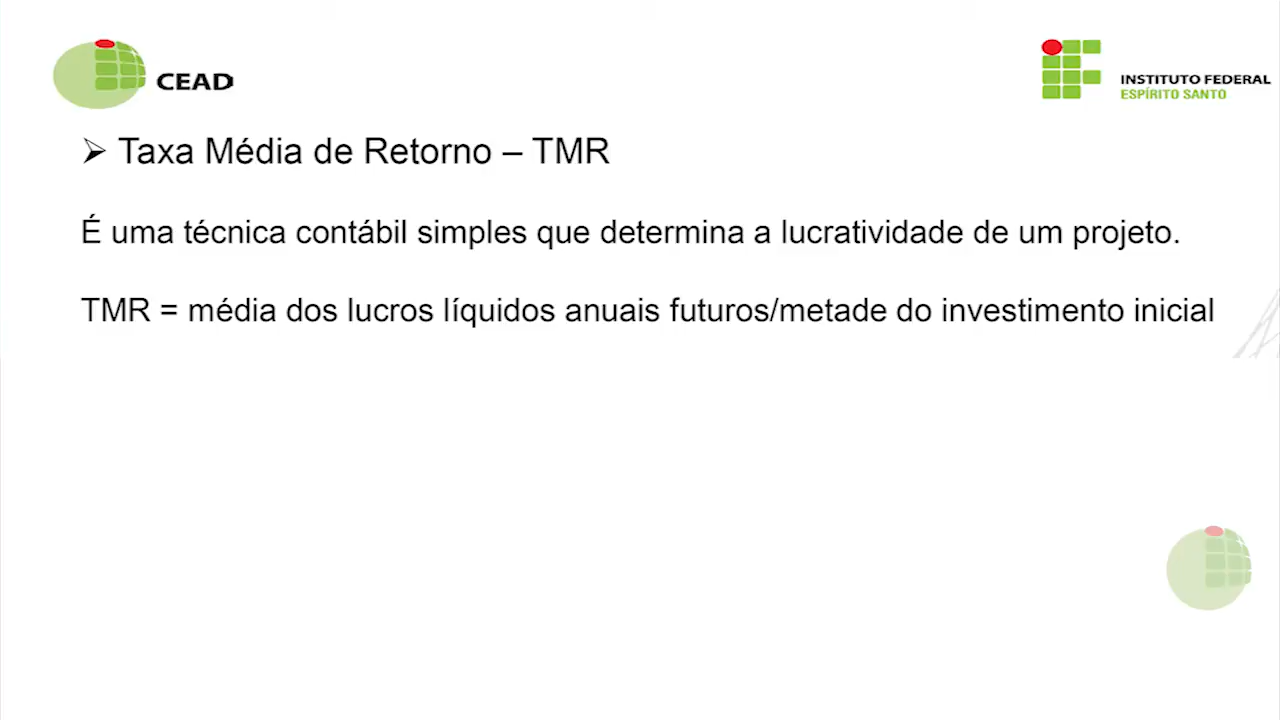 CEAD
INSTITUTO FEDERAL
ESPÍRITO SANTO
➢ Taxa Média de Retorno – TMR
É uma técnica contábil simples que determina a lucratividade de um projeto.
TMR = média dos lucros líquidos anuais futuros/metade do investimento inicial